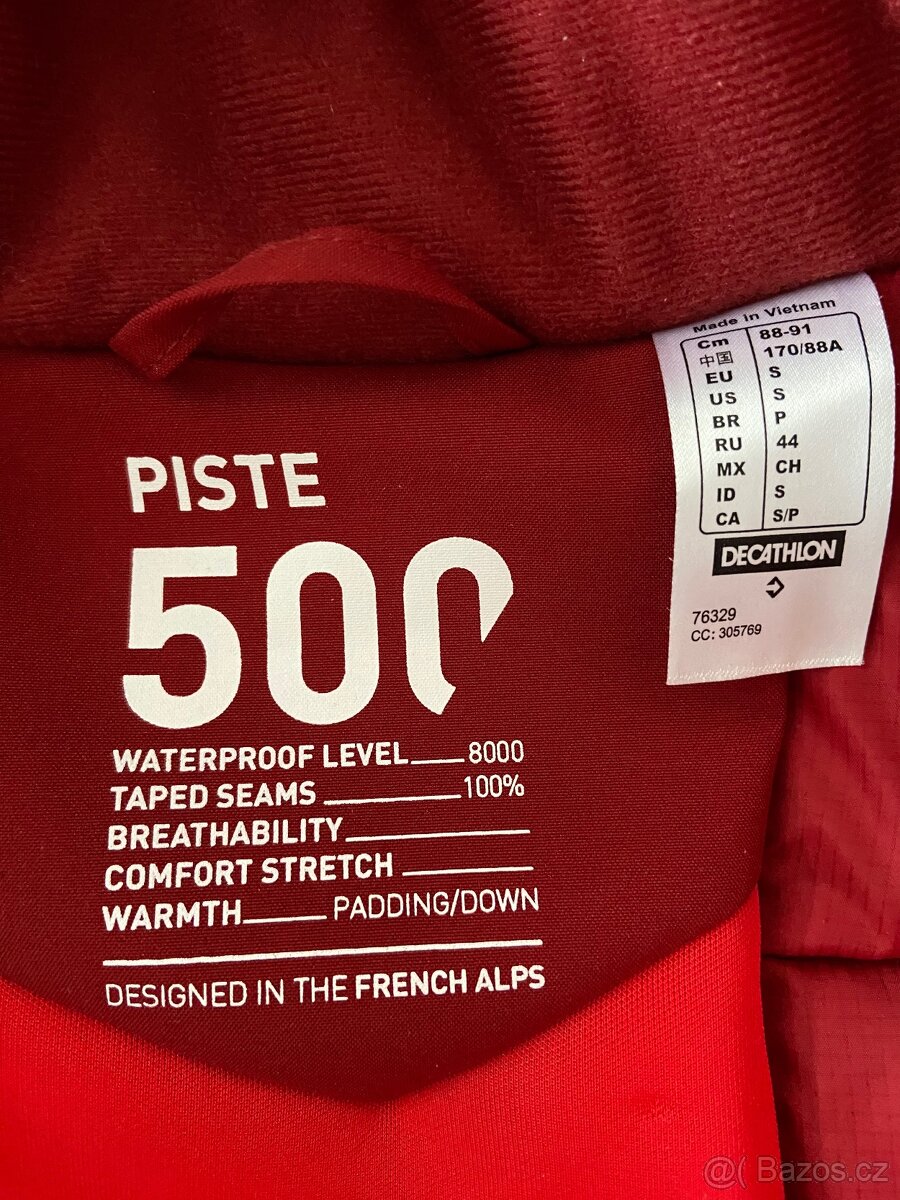 Made in Vietnam
Cm 88-91
中国 170/88A
EU S
US S
BR P
RU 44
MX CH
ID S
CA S/P
DECATHLON
76329
CC: 305769
PISTE
500
WATERPROOF LEVEL 8000
TAPED SEAMS 100%
BREATHABILITY
COMFORT STRETCH
WARMTH PADDING/DOWN
DESIGNED IN THE FRENCH ALPS
@( Bazos.cz